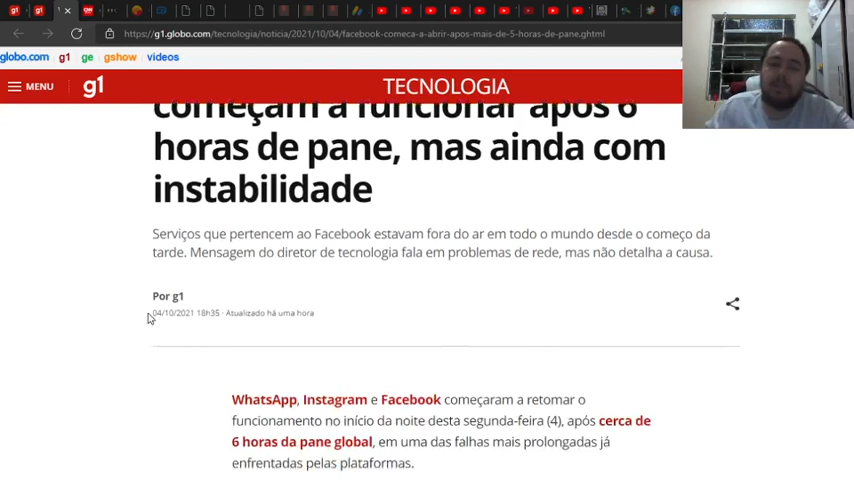 https://g1.globo.com/tecnologia/noticia/2021/10/04/facebook-comeca-a-abrir-apos-mais-de-5-horas-de-pane.ghtml
globo.com g1 ge gshow videos
MENU g1 TECNOLOGIA
começam a funcionar após 6
horas de pane, mas ainda com
instabilidade
Serviços que pertencem ao Facebook estavam fora do ar em todo o mundo desde o começo da
tarde. Mensagem do diretor de tecnologia fala em problemas de rede, mas não detalha a causa.
Por g1
04/10/2021 18h35 · Atualizado há uma hora
WhatsApp, Instagram e Facebook começaram a retomar o
funcionamento no início da noite desta segunda-feira (4), após cerca de
6 horas da pane global, em uma das falhas mais prolongadas já
enfrentadas pelas plataformas.